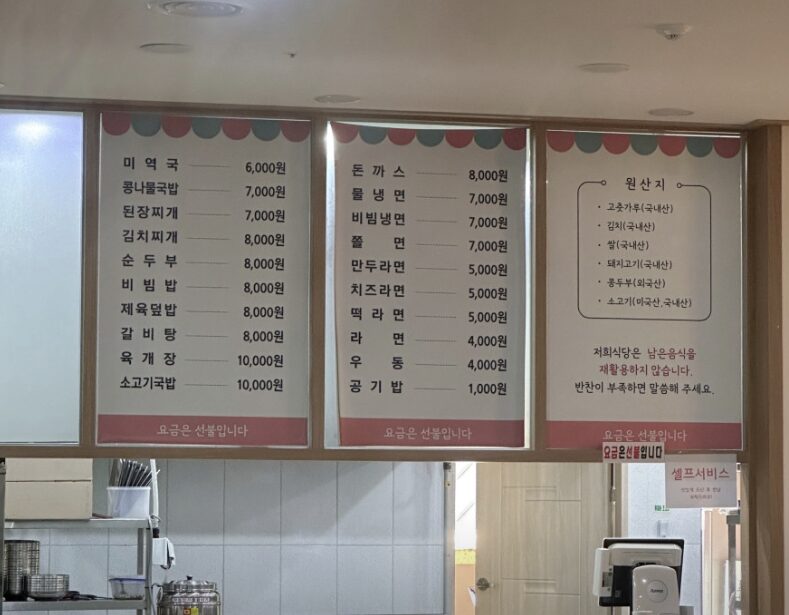 미역국 6,000원
콩나물국밥 7,000원
된장찌개 7,000원
김치찌개 8,000원
순두부 8,000원
비빔밥 8,000원
제육덮밥 8,000원
갈비탕 8,000원
육개장 10,000원
소고기국밥 10,000원
요금은 선불입니다
돈까스 8,000원
물냉면 7,000원
비빔냉면 7,000원
쫄면 7,000원
만두라면 5,000원
치즈라면 5,000원
떡라면 5,000원
라면 4,000원
우동 4,000원
공기밥 1,000원
요금은 선불입니다
원산지
· 고춧가루(국내산)
· 김치(국내산)
· 쌀(국내산)
· 돼지고기(국내산)
· 콩두부(외국산)
· 소고기(미국산,국내산)
저희식당은 남은음식을
재활용하지 않습니다.
반찬이 부족하면 말씀해 주세요.
요금은 선불입니다
요금은선불입니다
셀프서비스